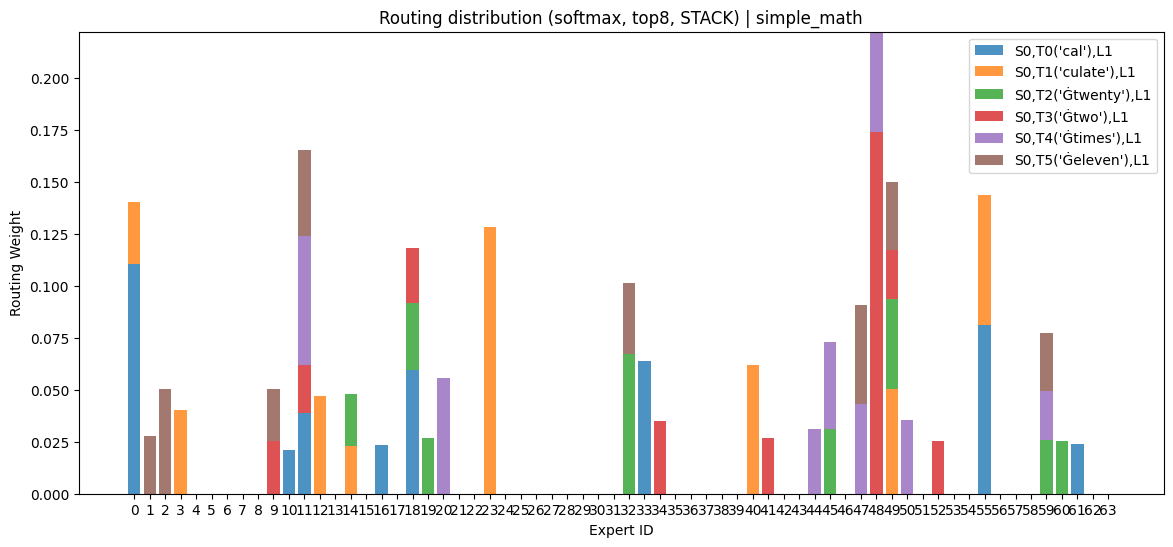 Routing distribution (softmax, top8, STACK) | simple_math
S0,T0('cal'),L1
S0,T1('culate'),L1
S0,T2('Ġtwenty'),L1
S0,T3('Ġtwo'),L1
S0,T4('Ġtimes'),L1
S0,T5('Ġeleven'),L1
Routing Weight
0.200
0.175
0.150
0.125
0.100
0.075
0.050
0.025
0.000
0 1 2 3 4 5 6 7 8 9 10 11 12 13 14 15 16 17 18 19 20 21 22 23 24 25 26 27 28 29 30 31 32 33 34 35 36 37 38 39 40 41 42 43 44 45 46 47 48 49 50 51 52 53 54 55 56 57 58 59 60 61 62 63
Expert ID